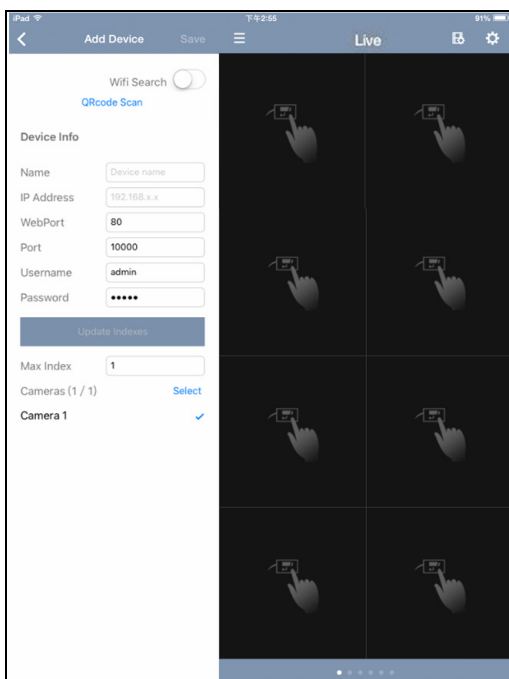 iPad 下午2:55 91%
Add Device Save
Live
Wifi Search
QRcode Scan
Device Info
Name Device name
IP Address 192.168.x.x
WebPort 80
Port 10000
Username admin
Password •••••
Update Indexes
Max Index 1
Cameras (1 / 1) Select
Camera 1